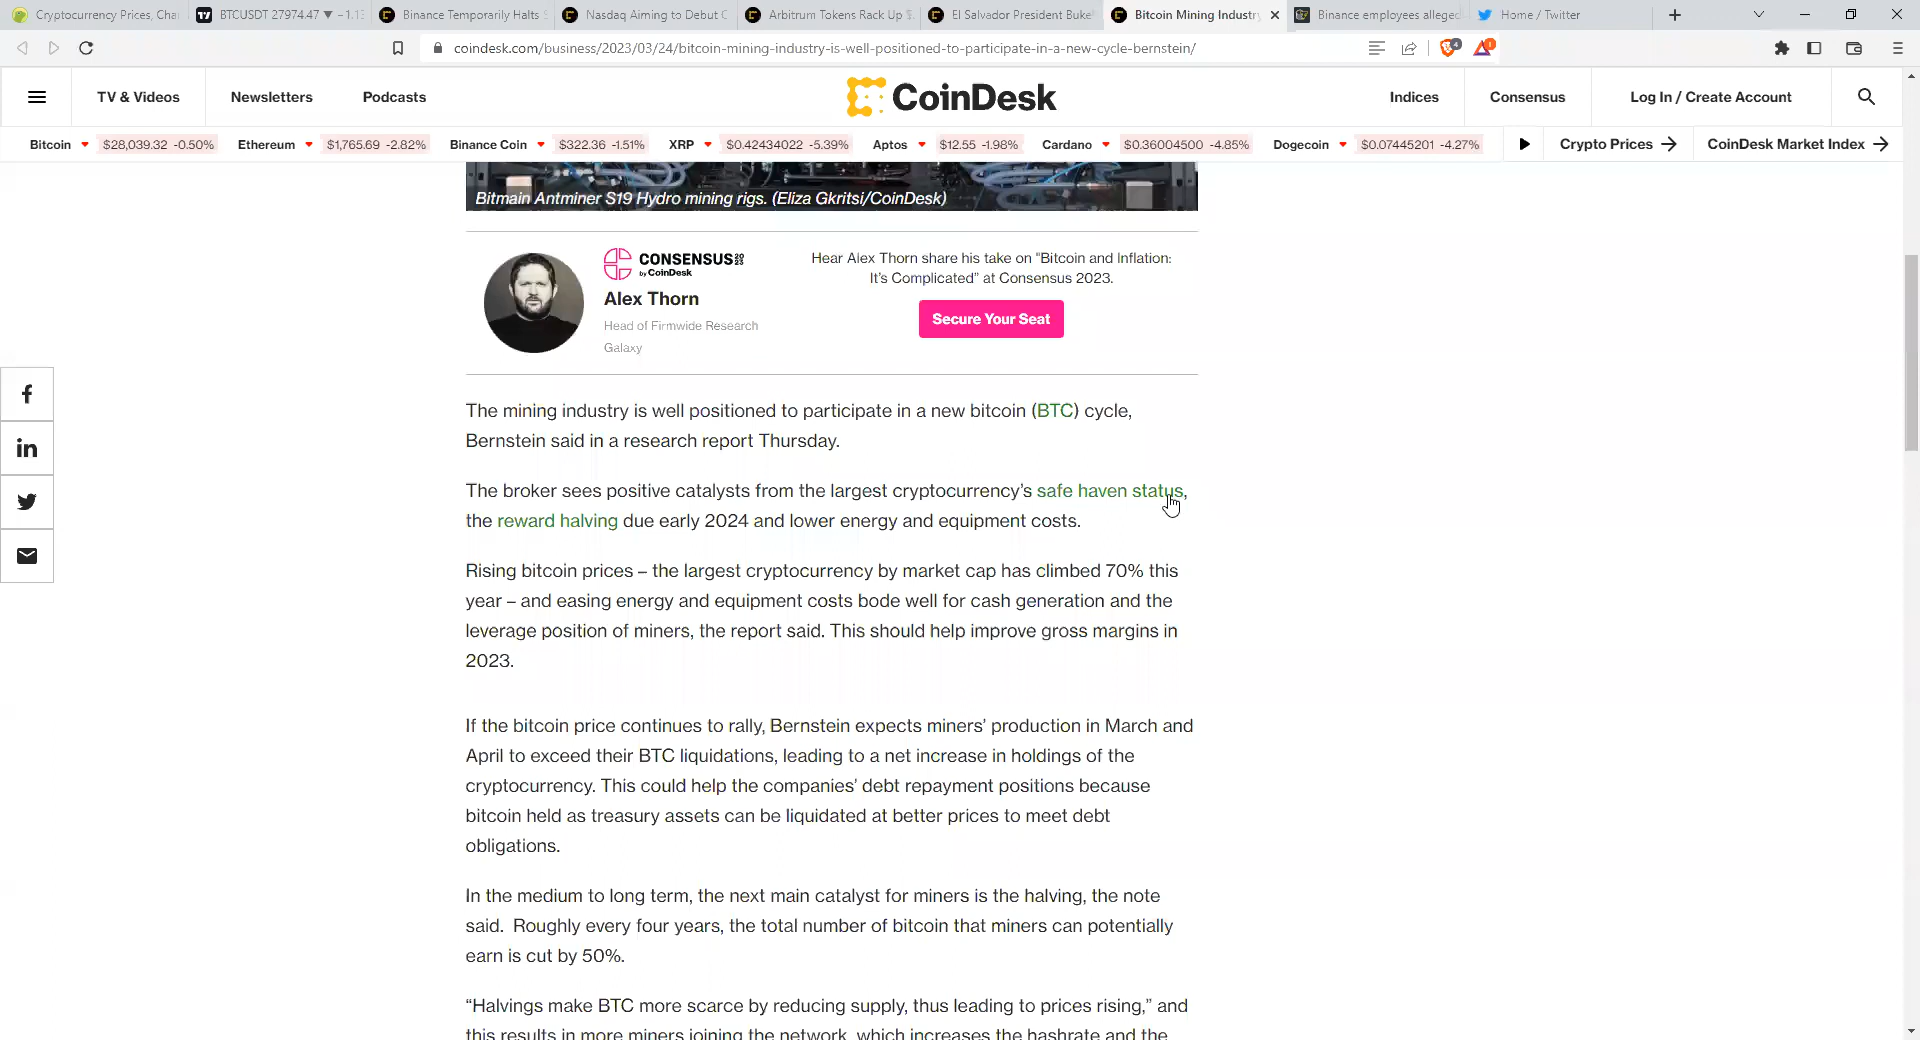 Cryptocurrency Prices, Cha
BTCUSDT 27974.47 ▼ −1.1
Binance Temporarily Halts S
Nasdaq Aiming to Debut C
Arbitrum Tokens Rack Up
El Salvador President Buke
Bitcoin Mining Industr
Binance employees alleged
Home / Twitter
coindesk.com/business/2023/03/24/bitcoin-mining-industry-is-well-positioned-to-participate-in-a-new-cycle-bernstein/
4
1
TV & Videos
Newsletters
Podcasts
CoinDesk
Indices
Consensus
Log In / Create Account
Bitcoin $28,039.32 -0.50%
Ethereum $1,765.69 -2.82%
Binance Coin $322.36 -1.51%
XRP $0.42434022 -5.39%
Aptos $12.55 -1.98%
Cardano $0.36004500 -4.85%
Dogecoin $0.07445201 -4.27%
Crypto Prices
CoinDesk Market Index
Bitmain Antminer S19 Hydro mining rigs. (Eliza Gkritsi/CoinDesk)
CONSENSUS
by CoinDesk
Alex Thorn
Head of Firmwide Research
Galaxy
Hear Alex Thorn share his take on “Bitcoin and Inflation:
It’s Complicated” at Consensus 2023.
Secure Your Seat
The mining industry is well positioned to participate in a new bitcoin (BTC) cycle,
Bernstein said in a research report Thursday.
The broker sees positive catalysts from the largest cryptocurrency’s safe haven status,
the reward halving due early 2024 and lower energy and equipment costs.
Rising bitcoin prices – the largest cryptocurrency by market cap has climbed 70% this
year – and easing energy and equipment costs bode well for cash generation and the
leverage position of miners, the report said. This should help improve gross margins in
2023.
If the bitcoin price continues to rally, Bernstein expects miners’ production in March and
April to exceed their BTC liquidations, leading to a net increase in holdings of the
cryptocurrency. This could help the companies’ debt repayment positions because
bitcoin held as treasury assets can be liquidated at better prices to meet debt
obligations.
In the medium to long term, the next main catalyst for miners is the halving, the note
said. Roughly every four years, the total number of bitcoin that miners can potentially
earn is cut by 50%.
“Halvings make BTC more scarce by reducing supply, thus leading to prices rising,” and
this results in more miners joining the network, which increases the hashrate and the